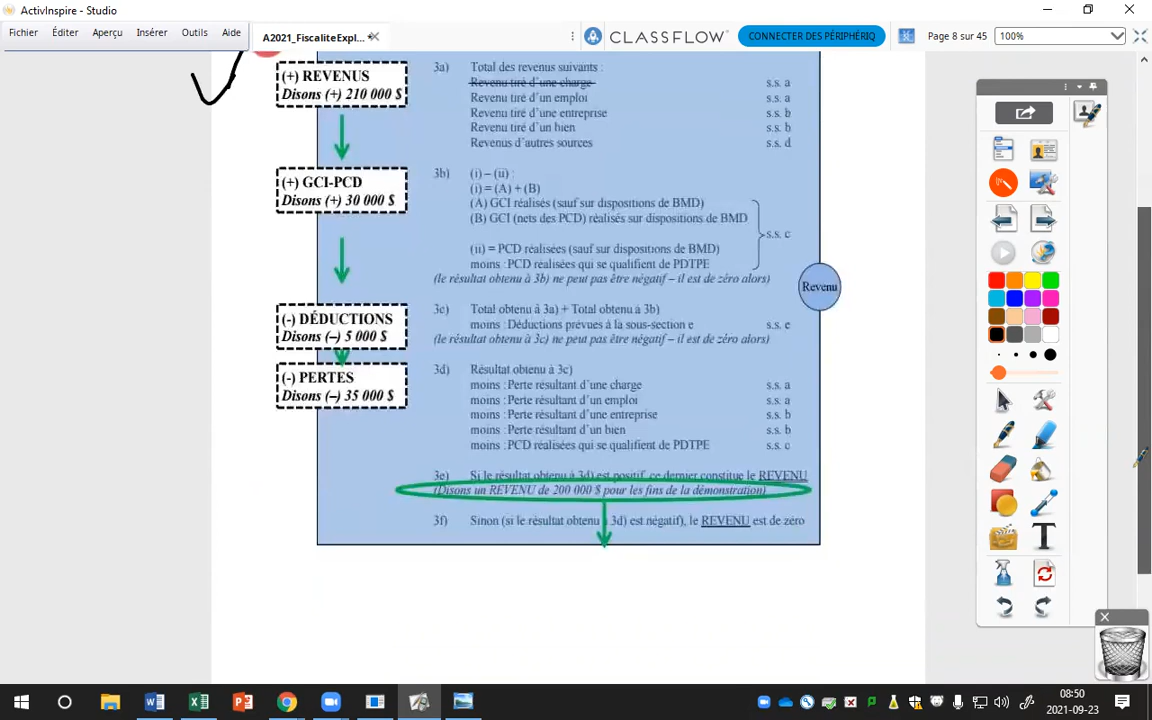 ActivInspire - Studio
Fichier Éditer Aperçu Insérer Outils Aide
A2021_FiscaliteExpl...
CLASSFLOW
CONNECTER DES PÉRIPHÉRIQ
Page 8 sur 45
100%
(+) REVENUS
Disons (+) 210 000 $
3a) Total des revenus suivants :
Revenu tiré d'une charge s.s. a
Revenu tiré d'un emploi s.s. a
Revenu tiré d'une entreprise s.s. b
Revenu tiré d'un bien s.s. b
Revenus d'autres sources s.s. d
(+) GCI-PCD
Disons (+) 30 000 $
3b) (i) – (ii) :
(i) = (A) + (B)
(A) GCI réalisés (sauf sur dispositions de BMD)
(B) GCI (nets des PCD) réalisés sur dispositions de BMD
s.s. c
(ii) = PCD réalisées (sauf sur dispositions de BMD)
moins : PCD réalisées qui se qualifient de PDTPE
(le résultat obtenu à 3b) ne peut pas être négatif – il est de zéro alors)
Revenu
(-) DÉDUCTIONS
Disons (–) 5 000 $
3c) Total obtenu à 3a) + Total obtenu à 3b)
moins : Déductions prévues à la sous-section e s.s. e
(le résultat obtenu à 3c) ne peut pas être négatif – il est de zéro alors)
(-) PERTES
Disons (–) 35 000 $
3d) Résultat obtenu à 3c)
moins : Perte résultant d'une charge s.s. a
moins : Perte résultant d'un emploi s.s. a
moins : Perte résultant d'une entreprise s.s. b
moins : Perte résultant d'un bien s.s. b
moins : PCD réalisées qui se qualifient de PDTPE s.s. c
3e) Si le résultat obtenu à 3d) est positif, ce dernier constitue le REVENU
(Disons un REVENU de 200 000 $ pour les fins de la démonstration)
3f) Sinon (si le résultat obtenu à 3d) est négatif), le REVENU est de zéro
08:50
2021-09-23